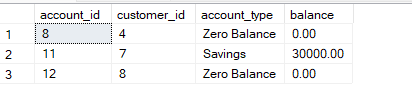 account_id customer_id account_type balance
1 8 4 Zero Balance 0.00
2 11 7 Savings 30000.00
3 12 8 Zero Balance 0.00